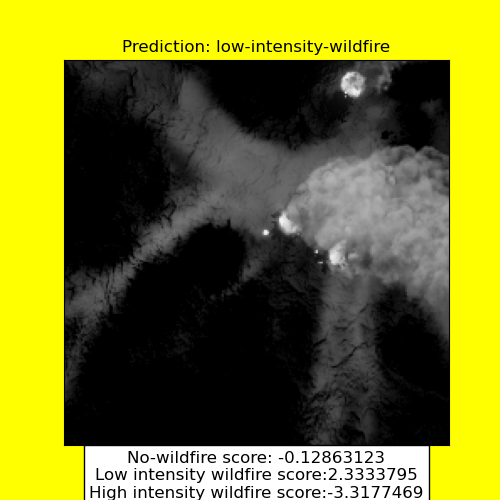 Prediction: low-intensity-wildfire
No-wildfire score: -0.12863123
Low intensity wildfire score:2.3333795
High intensity wildfire score:-3.3177469